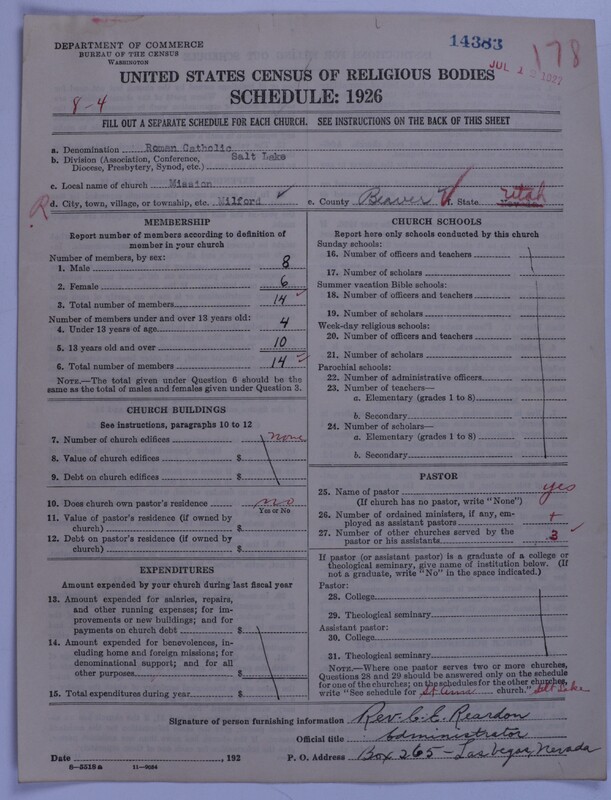 DEPARTMENT OF COMMERCE
BUREAU OF THE CENSUS
WASHINGTON
14383
178
JUL 12 1927
UNITED STATES CENSUS OF RELIGIOUS BODIES
SCHEDULE: 1926
8-4
FILL OUT A SEPARATE SCHEDULE FOR EACH CHURCH. SEE INSTRUCTIONS ON THE BACK OF THIS SHEET
a. Denomination Roman Catholic
b. Division (Association, Conference, Diocese, Presbytery, Synod, etc.) Salt Lake
c. Local name of church Mission
R d. City, town, village, or township, etc. Milford e. County Beaver f. State Utah
MEMBERSHIP
Report number of members according to definition of
member in your church
Number of members, by sex:
1. Male 8
2. Female 6
3. Total number of members 14
Number of members under and over 13 years old:
4. Under 13 years of age 4
5. 13 years old and over 10
6. Total number of members 14
NOTE.—The total given under Question 6 should be the
same as the total of males and females given under Question 3.
CHURCH BUILDINGS
See instructions, paragraphs 10 to 12
7. Number of church edifices none
8. Value of church edifices $
9. Debt on church edifices $
10. Does church own pastor's residence no
Yes or No
11. Value of pastor's residence (if owned by
church) $
12. Debt on pastor's residence (if owned by
church) $
EXPENDITURES
Amount expended by your church during last fiscal year
13. Amount expended for salaries, repairs,
and other running expenses; for im-
provements or new buildings; and for
payments on church debt $
14. Amount expended for benevolences, in-
cluding home and foreign missions; for
denominational support; and for all
other purposes $
15. Total expenditures during year $
CHURCH SCHOOLS
Report here only schools conducted by this church
Sunday schools:
16. Number of officers and teachers
17. Number of scholars
Summer vacation Bible schools:
18. Number of officers and teachers
19. Number of scholars
Week-day religious schools:
20. Number of officers and teachers
21. Number of scholars
Parochial schools:
22. Number of administrative officers
23. Number of teachers—
a. Elementary (grades 1 to 8)
b. Secondary
24. Number of scholars—
a. Elementary (grades 1 to 8)
b. Secondary
PASTOR
25. Name of pastor yes
(If church has no pastor, write "None")
26. Number of ordained ministers, if any, em-
ployed as assistant pastors +
27. Number of other churches served by the
pastor or his assistants 3
If pastor (or assistant pastor) is a graduate of a college or
theological seminary, give name of institution below. (If
not a graduate, write "No" in the space indicated.)
Pastor:
28. College
29. Theological seminary
Assistant pastor:
30. College
31. Theological seminary
NOTE.—Where one pastor serves two or more churches,
Questions 28 and 29 should be answered only on the schedule
for one of the churches; on the schedules for the other churches,
write "See schedule for St Anns church." Salt Lake
Signature of person furnishing information Rev. C. E. Reardon
Official title Administrator
Date , 192 P. O. Address Box 265 - Las Vegas, Nevada
8—5518 a 11—9084